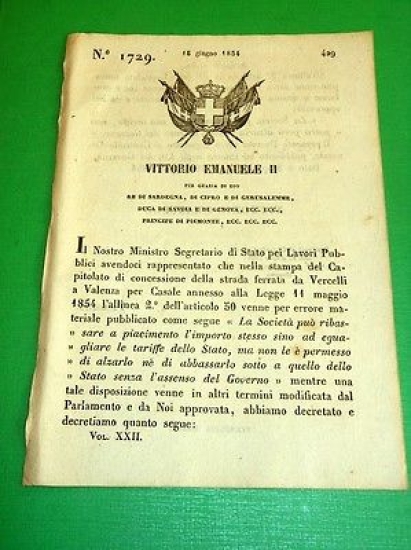 N.° 1729. 16 giugno 1854 409
VITTORIO EMANUELE II
PER GRAZIA DI DIO
RE DI SARDEGNA, DI CIPRO E DI GERUSALEMME,
DUCA DI SAVOIA E DI GENOVA, ECC. ECC.,
PRINCIPE DI PIEMONTE, ECC. ECC. ECC.
Il Nostro Ministro Segretario di Stato pei Lavori Pub-
blici avendoci rappresentato che nella stampa del Ca-
pitolato di concessione della strada ferrata da Vercelli
a Valenza per Casale annesso alla Legge 11 maggio
1854 l'allinea 2.° dell'articolo 50 venne per errore ma-
teriale pubblicato come segue « La Società può ribas-
» sare a piacimento l'importo stesso sino ad egua-
» gliare le tariffe dello Stato, ma non le è permesso
» di alzarlo nè di abbassarlo sotto a quello dello
» Stato senza l'assenso del Governo » mentre una
tale disposizione venne in altri termini modificata dal
Parlamento e da Noi approvata, abbiamo decretato e
decretiamo quanto segue:
VOL. XXII.